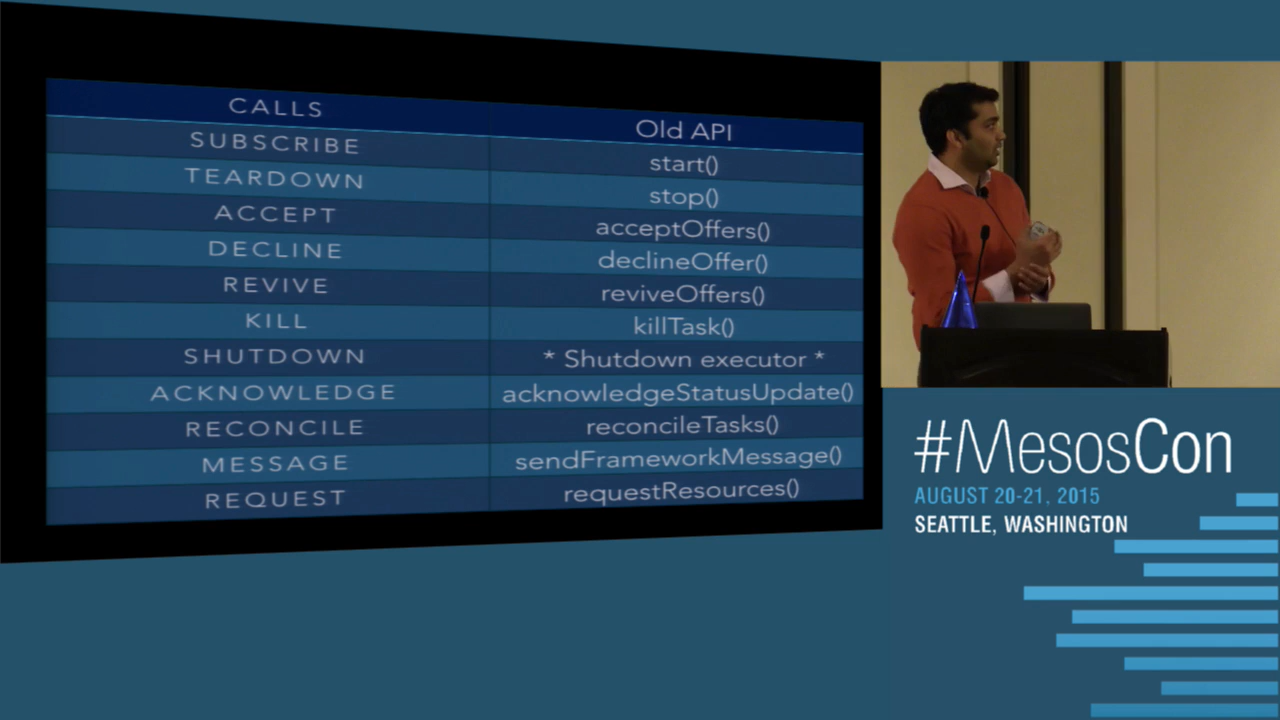 CALLS Old API
SUBSCRIBE start()
TEARDOWN stop()
ACCEPT acceptOffers()
DECLINE declineOffer()
REVIVE reviveOffers()
KILL killTask()
SHUTDOWN * Shutdown executor *
ACKNOWLEDGE acknowledgeStatusUpdate()
RECONCILE reconcileTasks()
MESSAGE sendFrameworkMessage()
REQUEST requestResources()
#MesosCon
AUGUST 20-21, 2015
SEATTLE, WASHINGTON